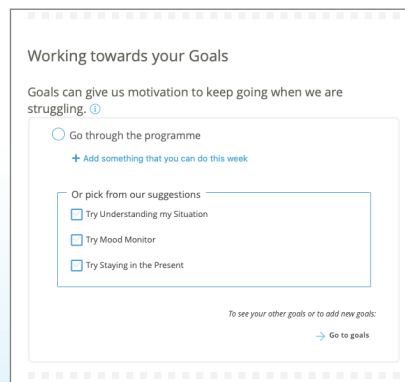 Working towards your Goals
Goals can give us motivation to keep going when we are
struggling.
Go through the programme
+ Add something that you can do this week
Or pick from our suggestions
Try Understanding my Situation
Try Mood Monitor
Try Staying in the Present
To see your other goals or to add new goals:
→ Go to goals